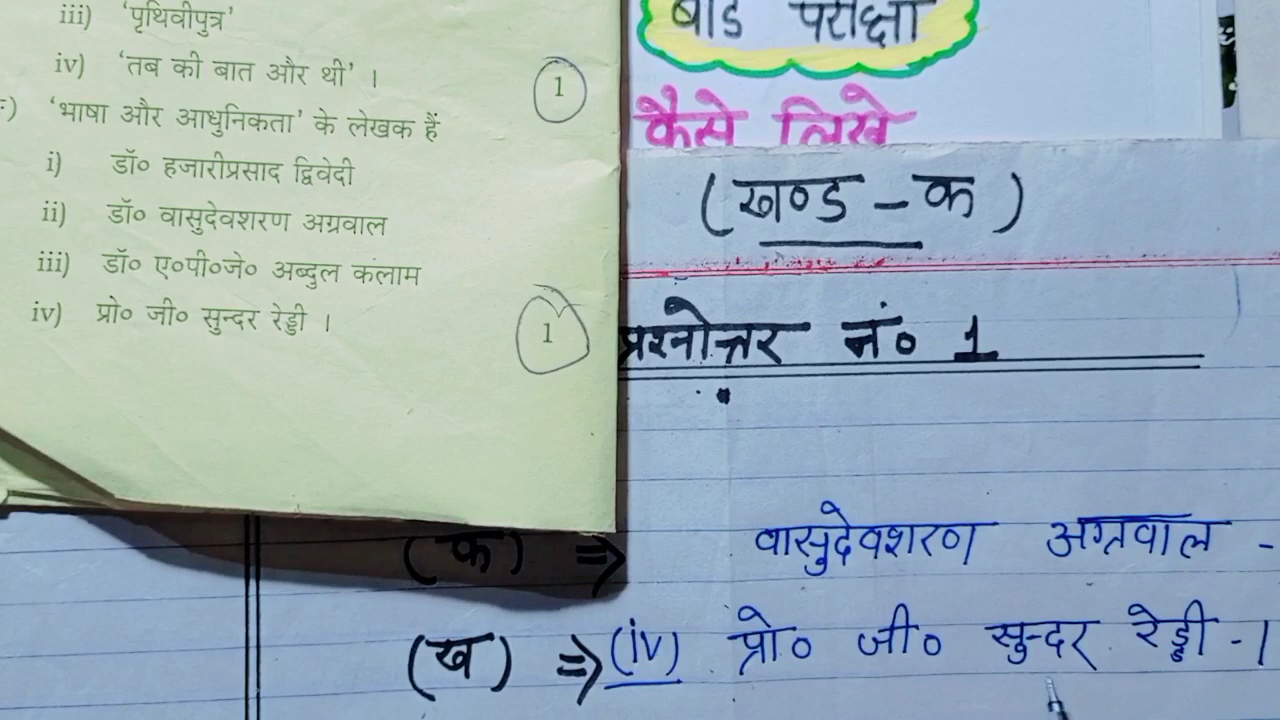 iii) 'पृथिवीपुत्र'
iv) 'तब की बात और थी' ।
1
'भाषा और आधुनिकता' के लेखक हैं
i) डॉ० हजारीप्रसाद द्विवेदी
ii) डॉ० वासुदेवशरण अग्रवाल
iii) डॉ० ए०पी०जे० अब्दुल कलाम
iv) प्रो० जी० सुन्दर रेड्डी ।
1
बोर्ड परीक्षा
कैसे लिखे
(खण्ड - क)
प्रश्नोत्तर नं० 1
(क) ⇒ वासुदेवशरण अग्रवाल -
(ख) ⇒ (iv) प्रो० जी० सुन्दर रेड्डी -।